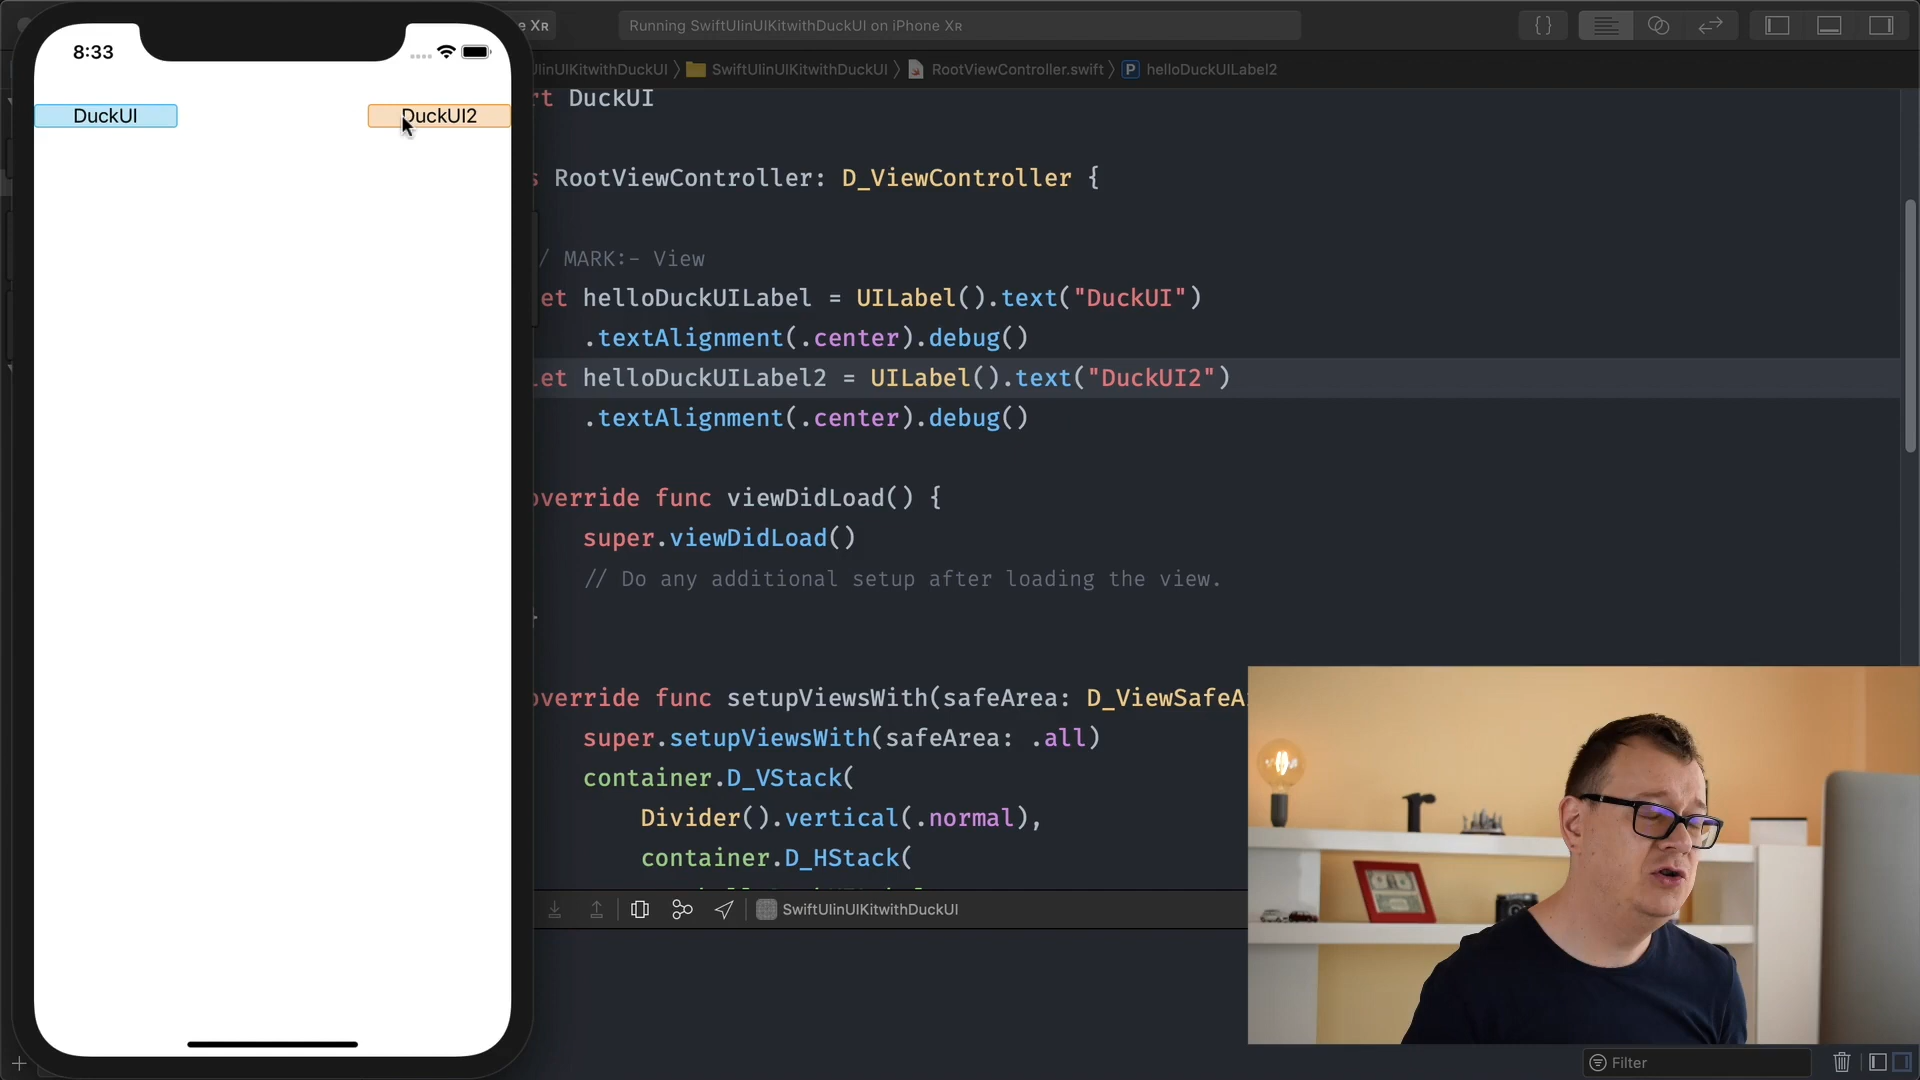 e XR
Running SwiftUIinUIKitwithDuckUI on iPhone XR
{ }
8:33
UIinUIKitwithDuckUI 〉 SwiftUIinUIKitwithDuckUI 〉 RootViewController.swift 〉 P helloDuckUILabel2
DuckUI
DuckUI2
rt DuckUI
s RootViewController: D_ViewController {
/ MARK:- View
et helloDuckUILabel = UILabel().text("DuckUI")
.textAlignment(.center).debug()
let helloDuckUILabel2 = UILabel().text("DuckUI2")
.textAlignment(.center).debug()
override func viewDidLoad() {
super.viewDidLoad()
// Do any additional setup after loading the view.
}
override func setupViewsWith(safeArea: D_ViewSafeA
super.setupViewsWith(safeArea: .all)
container.D_VStack(
Divider().vertical(.normal),
container.D_HStack(
SwiftUIinUIKitwithDuckUI
Filter